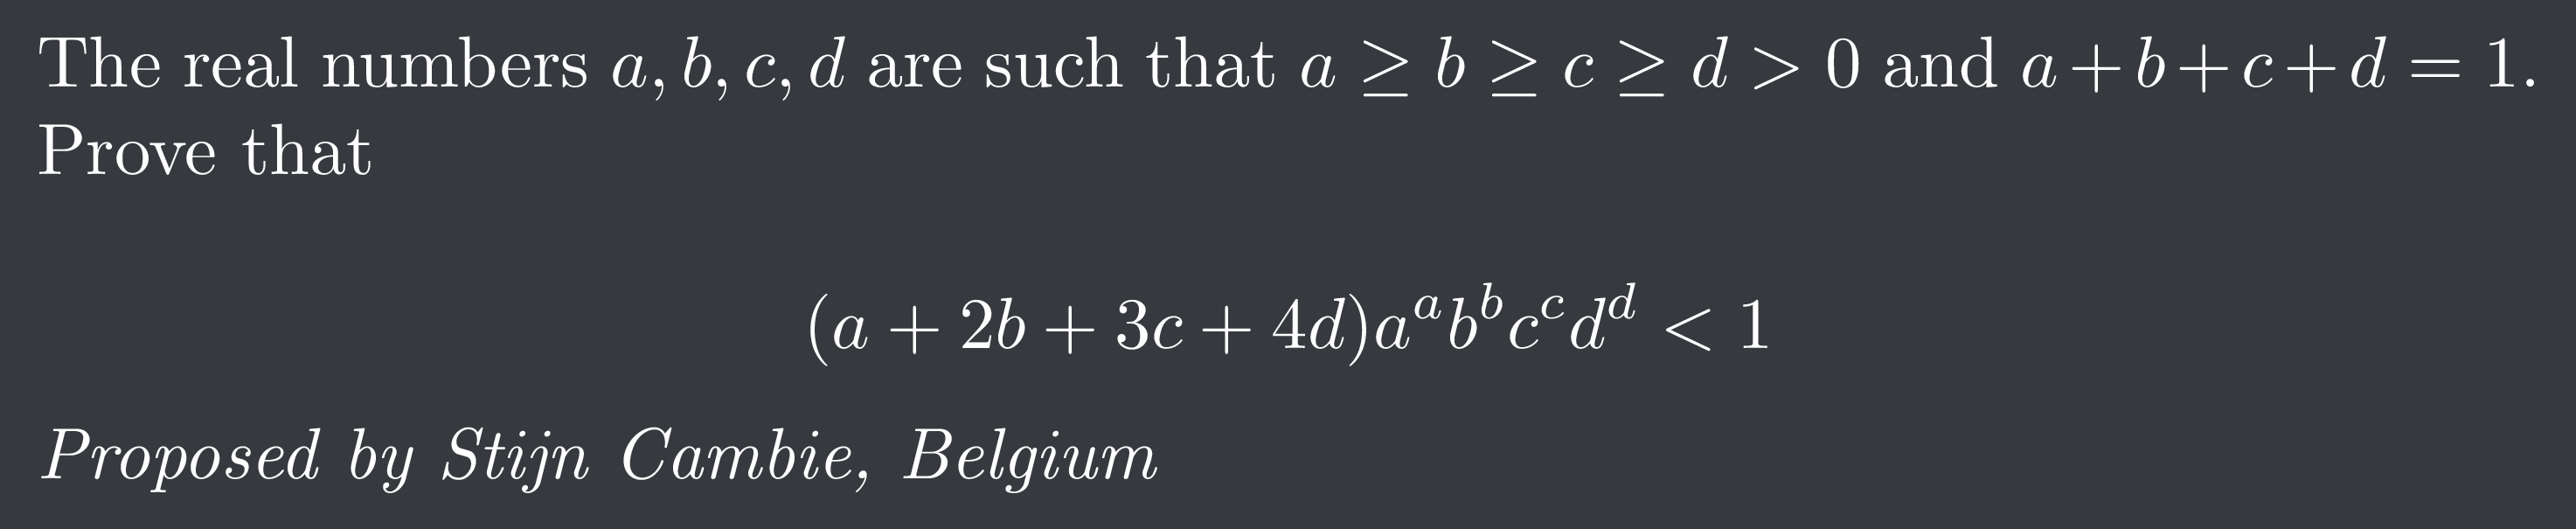 The real numbers a, b, c, d are such that a ≥ b ≥ c ≥ d > 0 and a + b + c + d = 1.
Prove that
(a + 2b + 3c + 4d)a^a b^b c^c d^d < 1
Proposed by Stijn Cambie, Belgium